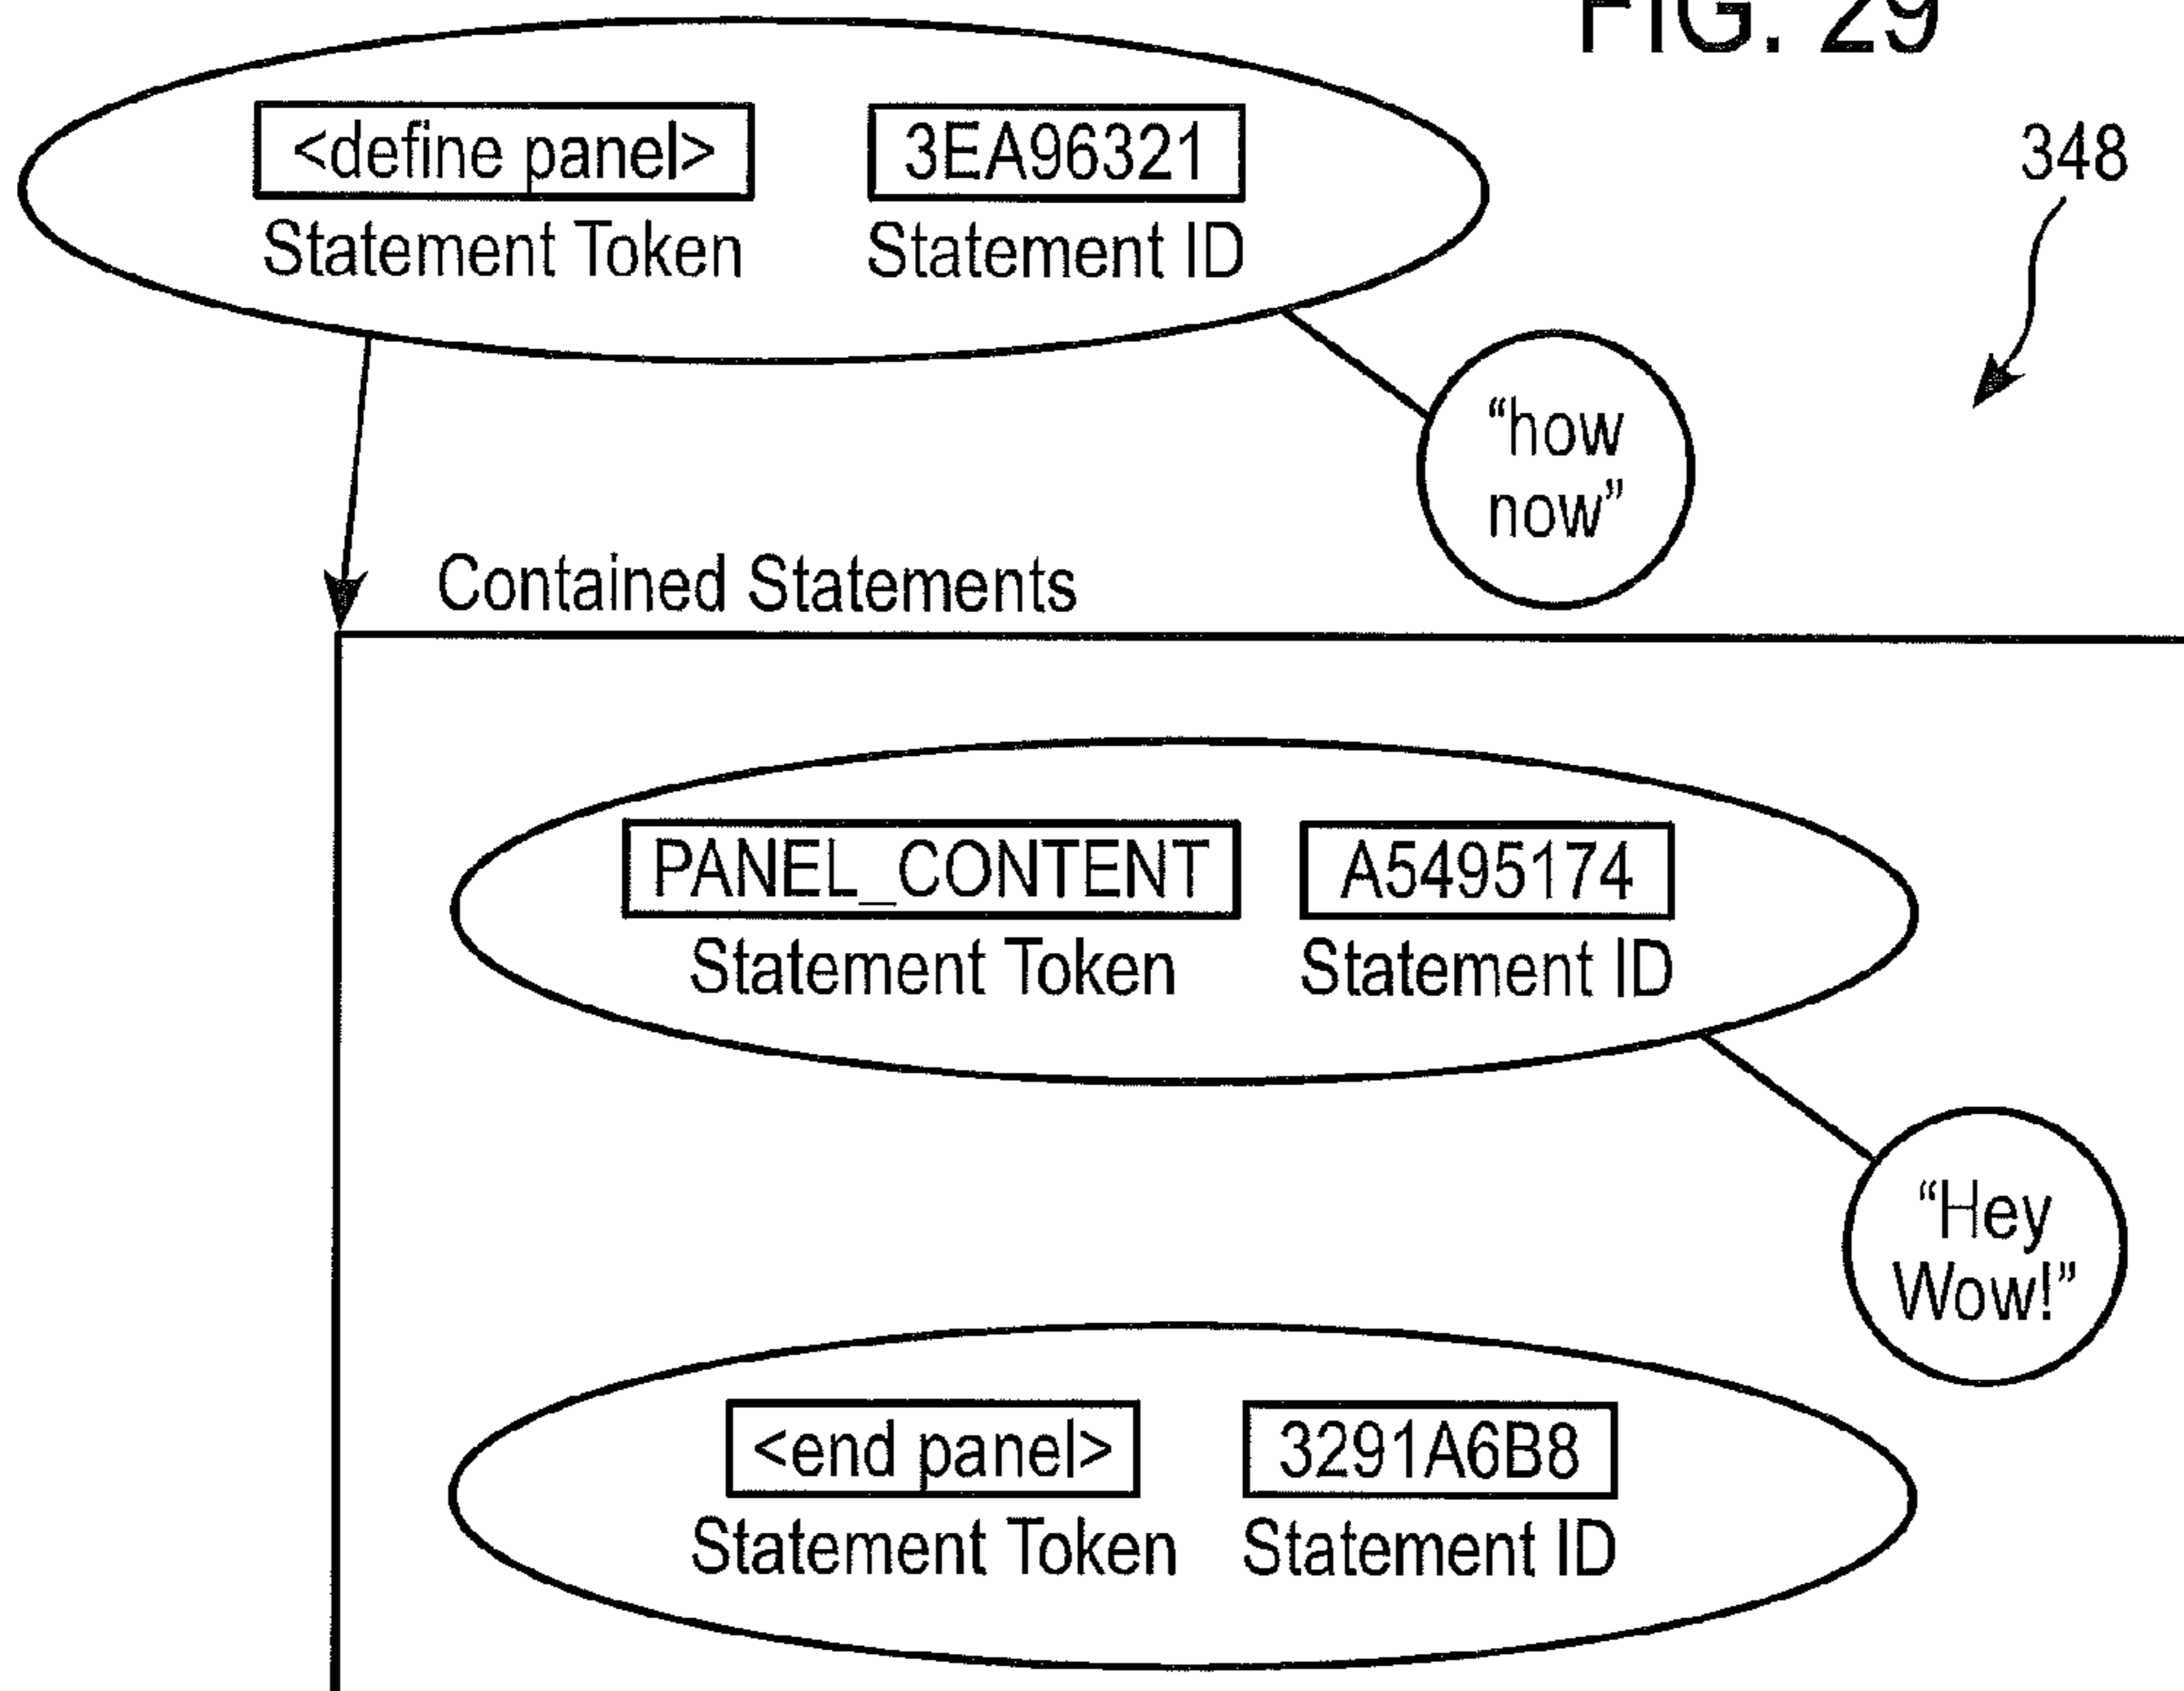 FIG. 29
<define panel> 3EA96321
Statement Token Statement ID
348
“how
now”
Contained Statements
PANEL_CONTENT A5495174
Statement Token Statement ID
“Hey
Wow!”
<end panel> 3291A6B8
Statement Token Statement ID